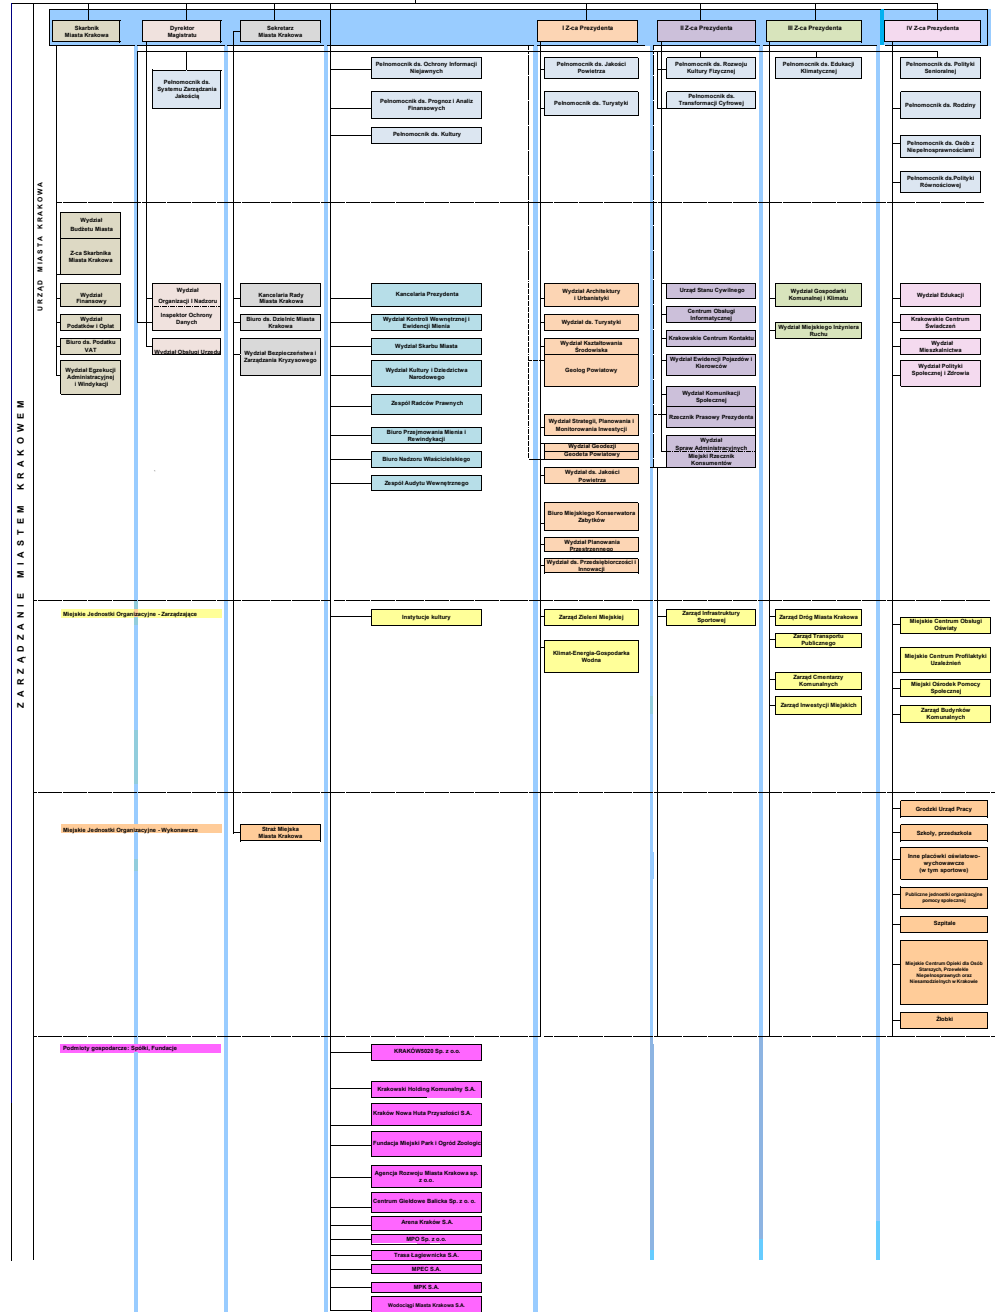 Skarbnik
Miasta Krakowa
Dyrektor
Magistratu
Sekretarz
Miasta Krakowa
I Z-ca Prezydenta
II Z-ca Prezydenta
III Z-ca Prezydenta
IV Z-ca Prezydenta
ZARZĄDZANIE MIASTEM KRAKOWEM
URZĄD MIASTA KRAKOWA
Pełnomocnik ds.
Systemu Zarządzania
Jakością
Pełnomocnik ds. Ochrony Informacji
Niejawnych
Pełnomocnik ds. Prognoz i Analiz
Finansowych
Pełnomocnik ds. Kultury
Pełnomocnik ds. Jakości
Powietrza
Pełnomocnik ds. Turystyki
Pełnomocnik ds. Rozwoju
Kultury Fizycznej
Pełnomocnik ds.
Transformacji Cyfrowej
Pełnomocnik ds. Edukacji
Klimatycznej
Pełnomocnik ds. Polityki
Senioralnej
Pełnomocnik ds. Rodziny
Pełnomocnik ds. Osób z
Niepełnosprawnościami
Pełnomocnik ds.Polityki
Równościowej
Wydział
Budżetu Miasta
Z-ca Skarbnika
Miasta Krakowa
Wydział
Finansowy
Wydział
Podatków i Opłat
Biuro ds. Podatku
VAT
Wydział Egzekucji
Administracyjnej
i Windykacji
Wydział
Organizacji i Nadzoru
Inspektor Ochrony
Danych
Wydział Obsługi Urzędu
Kancelaria Rady
Miasta Krakowa
Biuro ds. Dzielnic Miasta
Krakowa
Wydział Bezpieczeństwa i
Zarządzania Kryzysowego
Kancelaria Prezydenta
Wydział Kontroli Wewnętrznej i
Ewidencji Mienia
Wydział Skarbu Miasta
Wydział Kultury i Dziedzictwa
Narodowego
Zespół Radców Prawnych
Biuro Przejmowania Mienia i
Rewindykacji
Biuro Nadzoru Właścicielskiego
Zespół Audytu Wewnętrznego
Wydział Architektury
i Urbanistyki
Wydział ds. Turystyki
Wydział Kształtowania
Środowiska
Geolog Powiatowy
Wydział Strategii, Planowania i
Monitorowania Inwestycji
Wydział Geodezji
Geodeta Powiatowy
Wydział ds. Jakości
Powietrza
Biuro Miejskiego Konserwatora
Zabytków
Wydział Planowania
Przestrzennego
Wydział ds. Przedsiębiorczości i
Innowacji
Urząd Stanu Cywilnego
Centrum Obsługi
Informatycznej
Krakowskie Centrum Kontaktu
Wydział Ewidencji Pojazdów i
Kierowców
Wydział Komunikacji
Społecznej
Rzecznik Prasowy Prezydenta
Wydział
Spraw Administracyjnych
Miejski Rzecznik
Konsumentów
Wydział Gospodarki
Komunalnej i Klimatu
Wydział Miejskiego Inżyniera
Ruchu
Wydział Edukacji
Krakowskie Centrum
Świadczeń
Wydział
Mieszkalnictwa
Wydział Polityki
Społecznej i Zdrowia
Miejskie Jednostki Organizacyjne - Zarządzające
Instytucje kultury
Zarząd Zieleni Miejskiej
Klimat-Energia-Gospodarka
Wodna
Zarząd Infrastruktury
Sportowej
Zarząd Dróg Miasta Krakowa
Zarząd Transportu
Publicznego
Zarząd Cmentarzy
Komunalnych
Zarząd Inwestycji Miejskich
Miejskie Centrum Obsługi
Oświaty
Miejskie Centrum Profilaktyki
Uzależnień
Miejski Ośrodek Pomocy
Społecznej
Zarząd Budynków
Komunalnych
Miejskie Jednostki Organizacyjne - Wykonawcze
Straż Miejska
Miasta Krakowa
Grodzki Urząd Pracy
Szkoły, przedszkola
Inne placówki oświatowo-
wychowawcze
(w tym sportowe)
Publiczne jednostki organizacyjne
pomocy społecznej
Szpitale
Miejskie Centrum Opieki dla Osób
Starszych, Przewlekle
Niepełnosprawnych oraz
Niesamodzielnych w Krakowie
Żłobki
Podmioty gospodarcze: Spółki, Fundacje
KRAKÓW5020 Sp. z o.o.
Krakowski Holding Komunalny S.A.
Kraków Nowa Huta Przyszłości S.A.
Fundacja Miejski Park i Ogród Zoologic
Agencja Rozwoju Miasta Krakowa sp.
z o.o.
Centrum Giełdowe Balicka Sp. z o. o.
Arena Kraków S.A.
MPO Sp. z o.o.
Trasa Łagiewnicka S.A.
MPEC S.A.
MPK S.A.
Wodociągi Miasta Krakowa S.A.